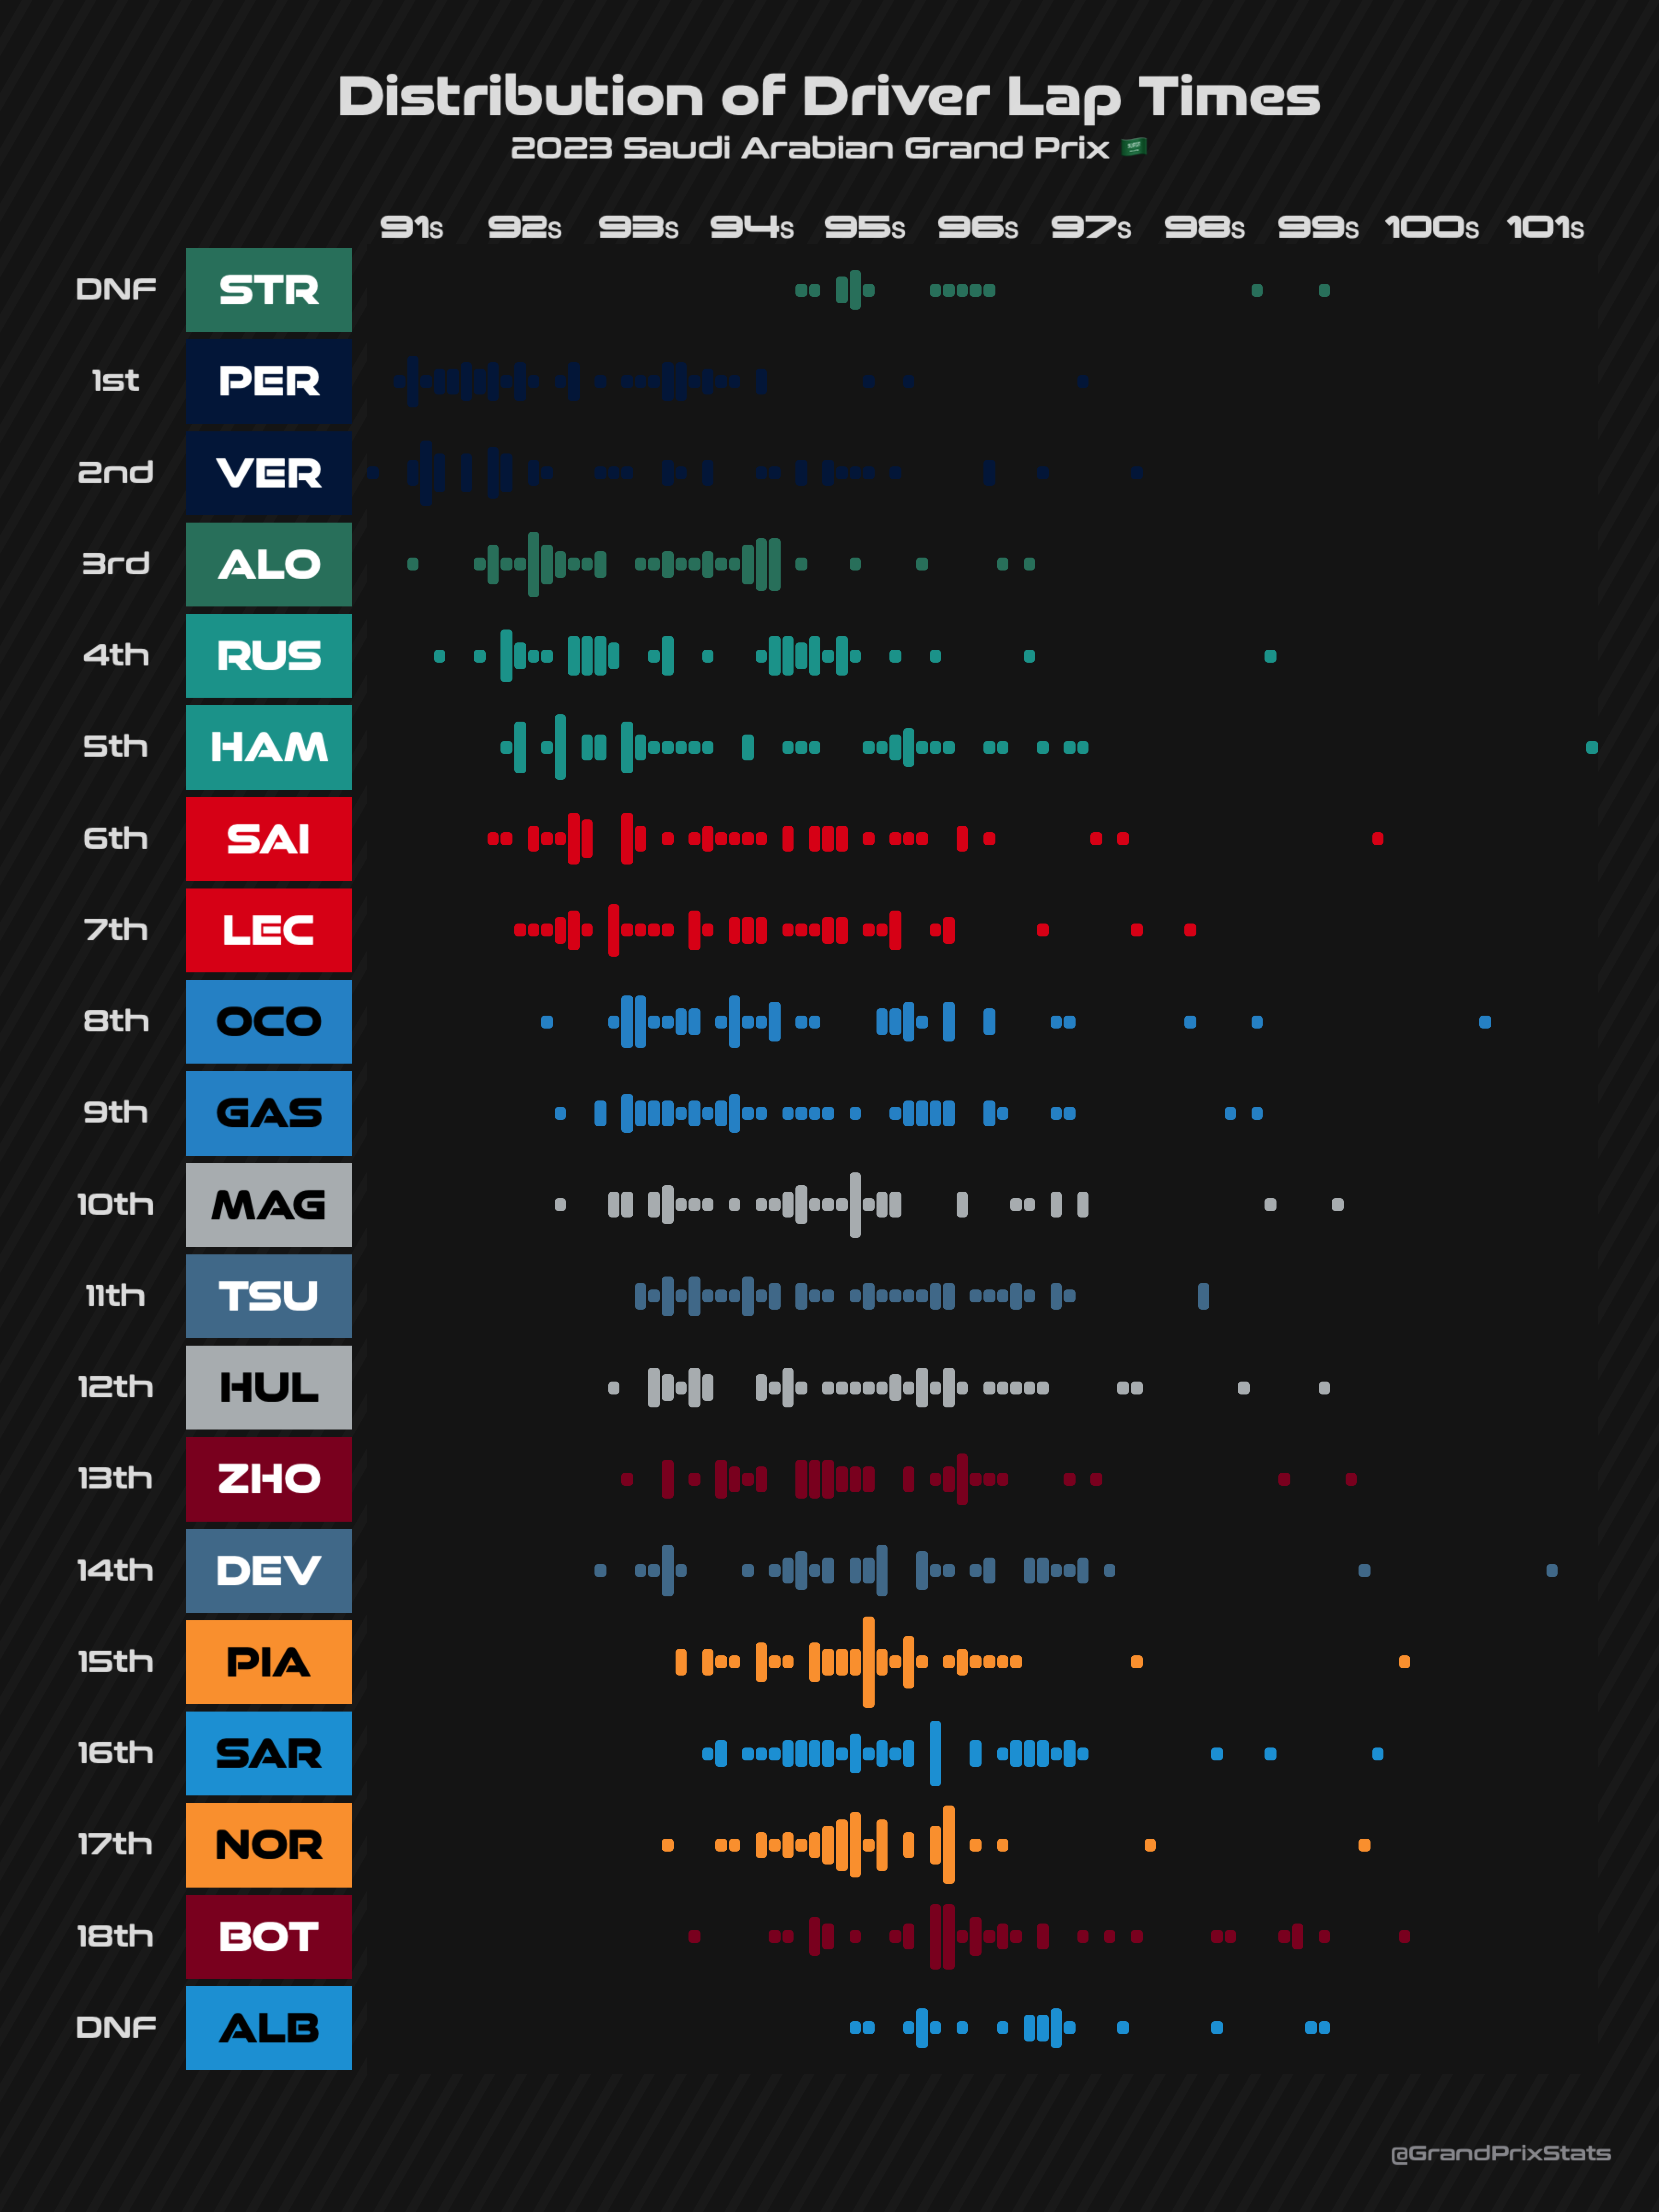 Distribution of Driver Lap Times
2023 Saudi Arabian Grand Prix 🇸🇦
91s 92s 93s 94s 95s 96s 97s 98s 99s 100s 101s
DNF STR
1st PER
2nd VER
3rd ALO
4th RUS
5th HAM
6th SAI
7th LEC
8th OCO
9th GAS
10th MAG
11th TSU
12th HUL
13th ZHO
14th DEV
15th PIA
16th SAR
17th NOR
18th BOT
DNF ALB
@GrandPrixStats